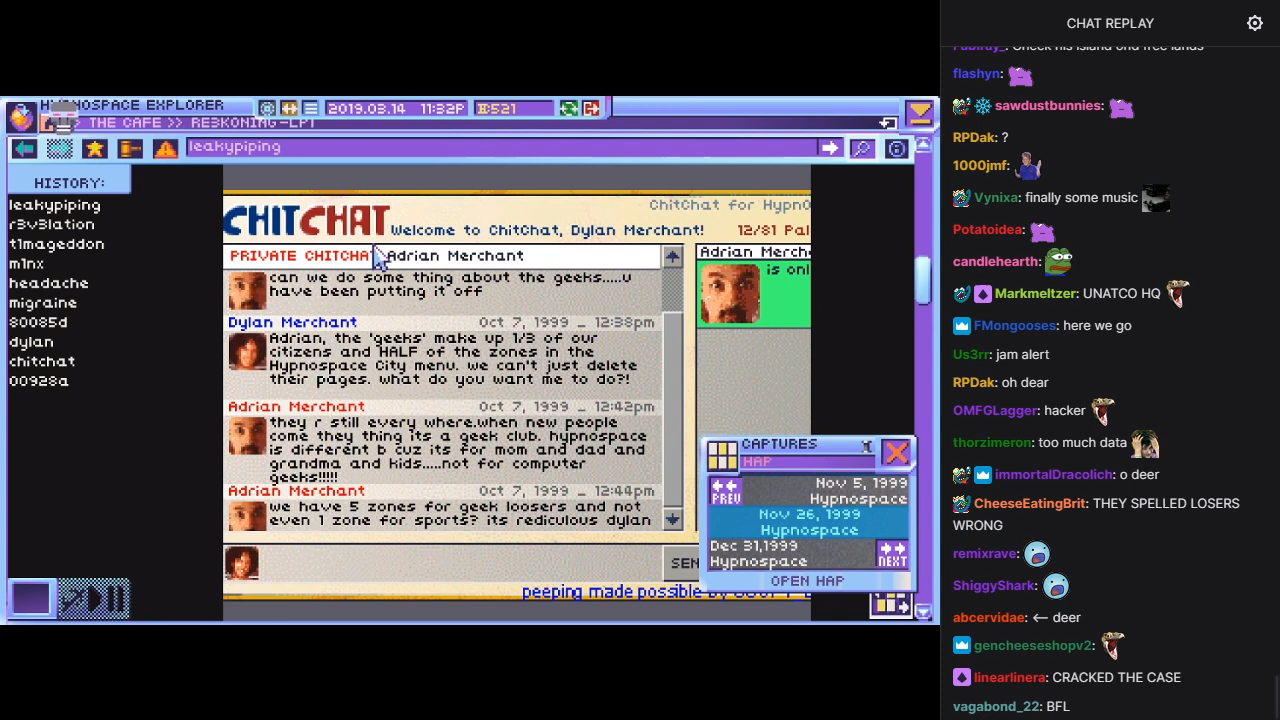 HYPNOSPACE EXPLORER
2019.03.14 11:32P
521
THE CAFE >> RE3KONING-LPT
leakypiping
HISTORY:
leakypiping
r3v3lation
t1mageddon
m1nx
headache
migraine
80085d
dylan
chitchat
00928a
ChitChat for Hypn
CHITCHAT
Welcome to ChitChat, Dylan Merchant!
12/81 Pal
PRIVATE CHITCHAT
Adrian Merchant
can we do some thing about the geeks.....u
have been putting it off
Dylan Merchant
Oct 7, 1999 _ 12:38pm
Adrian, the 'geeks' make up 1/3 of our
citizens and HALF of the zones in the
Hypnospace City menu. we can't just delete
their pages. what do you want me to do?!
Adrian Merchant
Oct 7, 1999 _ 12:42pm
they r still every where.when new people
come they thing its a geek club. hypnospace
is different b cuz its for mom and dad and
grandma and kids.....not for computer
geeks!!!!!
Adrian Merchant
Oct 7, 1999 _ 12:44pm
we have 5 zones for geek loosers and not
even 1 zone for sports? its rediculous dylan
SEN
peeping made possible by
Adrian Merch
is onl
CAPTURES
HAP
PREV
Nov 5, 1999
Hypnospace
Nov 26, 1999
Hypnospace
Dec 31,1999
Hypnospace
NEXT
OPEN HAP
CHAT REPLAY
flashyn:
sawdustbunnies:
RPDak: ?
1000jmf:
Vynixa: finally some music
Potatoidea:
candlehearth:
Markmeltzer: UNATCO HQ
FMongooses: here we go
Us3rr: jam alert
RPDak: oh dear
OMFGLagger: hacker
thorzimeron: too much data
immortalDracolich: o deer
CheeseEatingBrit: THEY SPELLED LOSERS
WRONG
remixrave:
ShiggyShark:
abcervidae: <— deer
gencheeseshopv2:
linearlinera: CRACKED THE CASE
vagabond_22: BFL